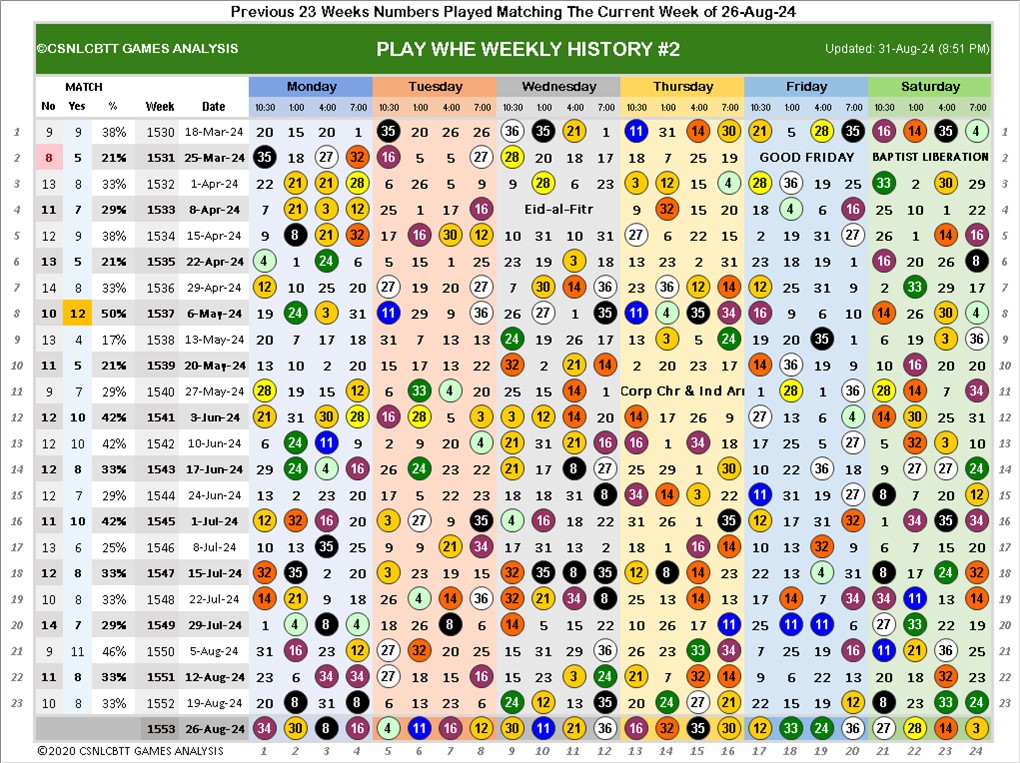 Previous 23 Weeks Numbers Played Matching The Current Week of 26-Aug-24
©CSNLCBTT GAMES ANALYSIS PLAY WHE WEEKLY HISTORY #2 Updated: 31-Aug-24 (8:51 PM)
MATCH Monday Tuesday Wednesday Thursday Friday Saturday
No Yes % Week Date 10:30 1:00 4:00 7:00 10:30 1:00 4:00 7:00 10:30 1:00 4:00 7:00 10:30 1:00 4:00 7:00 10:30 1:00 4:00 7:00 10:30 1:00 4:00 7:00
1 9 9 38% 1530 18-Mar-24 20 15 20 1 35 20 26 26 36 35 21 1 11 31 14 30 21 5 28 35 16 14 35 4 1
2 8 5 21% 1531 25-Mar-24 35 18 27 32 16 5 5 27 28 20 18 17 18 7 25 19 GOOD FRIDAY BAPTIST LIBERATION 2
3 13 8 33% 1532 1-Apr-24 22 21 21 28 6 26 5 9 9 28 6 23 3 12 15 4 28 36 19 25 33 2 30 29 3
4 11 7 29% 1533 8-Apr-24 7 21 3 12 25 1 17 16 Eid-al-Fitr 9 32 15 20 18 4 6 16 25 10 1 22 4
5 12 9 38% 1534 15-Apr-24 9 8 21 32 17 16 30 12 10 31 10 31 27 6 22 15 2 19 31 27 26 1 14 16 5
6 13 5 21% 1535 22-Apr-24 4 1 24 6 5 15 1 25 23 19 3 18 13 23 2 31 23 18 19 1 16 20 26 8 6
7 14 8 33% 1536 29-Apr-24 12 10 25 20 27 19 20 27 7 30 14 36 23 36 12 14 12 25 31 9 2 33 29 17 7
8 10 12 50% 1537 6-May-24 19 24 3 31 11 29 9 36 26 27 1 35 11 4 35 34 16 9 6 10 14 26 30 4 8
9 13 4 17% 1538 13-May-24 20 7 17 18 31 7 13 13 24 19 26 17 13 3 5 24 19 20 35 1 6 19 3 36 9
10 11 5 21% 1539 20-May-24 13 10 2 20 15 17 13 22 32 2 21 14 2 20 23 17 14 36 19 9 10 16 20 20 10
11 9 7 29% 1540 27-May-24 28 19 15 12 6 33 4 20 25 15 14 1 Corp Chr & Ind Arr 1 28 1 36 28 14 7 34 11
12 12 10 42% 1541 3-Jun-24 21 31 30 28 16 28 5 3 3 12 14 20 14 17 26 9 27 13 6 4 14 30 25 31 12
13 12 10 42% 1542 10-Jun-24 6 24 11 9 2 9 20 4 21 31 21 16 16 1 34 18 17 25 5 27 5 32 3 10 13
14 12 8 33% 1543 17-Jun-24 29 24 4 16 26 24 23 22 21 17 8 27 25 29 1 30 10 22 36 18 9 27 27 24 14
15 12 7 29% 1544 24-Jun-24 13 2 23 20 17 5 22 23 18 18 31 8 34 14 3 22 11 31 19 27 8 7 20 12 15
16 11 10 42% 1545 1-Jul-24 12 32 16 20 3 27 9 35 4 16 18 22 31 26 1 35 12 17 31 32 1 34 35 34 16
17 13 6 25% 1546 8-Jul-24 10 13 35 25 9 9 21 34 17 31 13 2 18 1 16 14 10 13 32 9 6 7 15 20 17
18 12 8 33% 1547 15-Jul-24 32 35 2 20 3 23 19 15 32 35 8 35 12 8 14 23 22 13 4 31 8 17 24 32 18
19 10 8 33% 1548 22-Jul-24 14 21 9 18 26 4 14 36 32 21 34 8 25 13 14 13 17 14 7 34 34 11 13 14 19
20 14 7 29% 1549 29-Jul-24 1 4 8 4 18 26 8 6 14 5 15 22 10 26 17 11 25 11 11 6 27 33 22 19 20
21 9 11 46% 1550 5-Aug-24 31 16 23 12 27 32 20 25 15 31 29 36 26 23 33 34 7 25 19 16 11 21 36 25 21
22 11 8 33% 1551 12-Aug-24 23 6 34 34 27 18 15 16 22 15 3 24 21 7 32 14 9 6 22 13 20 18 32 23 22
23 10 8 33% 1552 19-Aug-24 20 8 31 8 6 13 23 6 24 12 13 35 20 24 27 21 22 15 19 12 8 23 33 24 23
1553 26-Aug-24 34 30 8 16 4 11 16 12 30 11 21 36 16 32 35 30 12 33 24 36 27 28 14 3
©2020 CSNLCBTT GAMES ANALYSIS 1 2 3 4 5 6 7 8 9 10 11 12 13 14 15 16 17 18 19 20 21 22 23 24